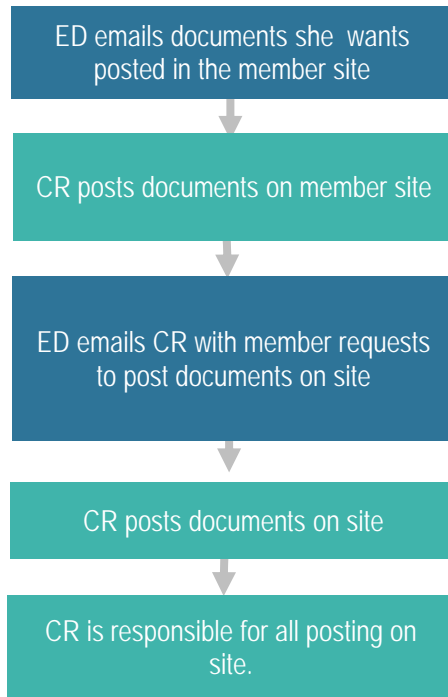 ED emails documents she  wants
posted in the member site
CR posts documents on member site
ED emails CR with member requests
to post documents on site
CR posts documents on site
CR is responsible for all posting on
site.